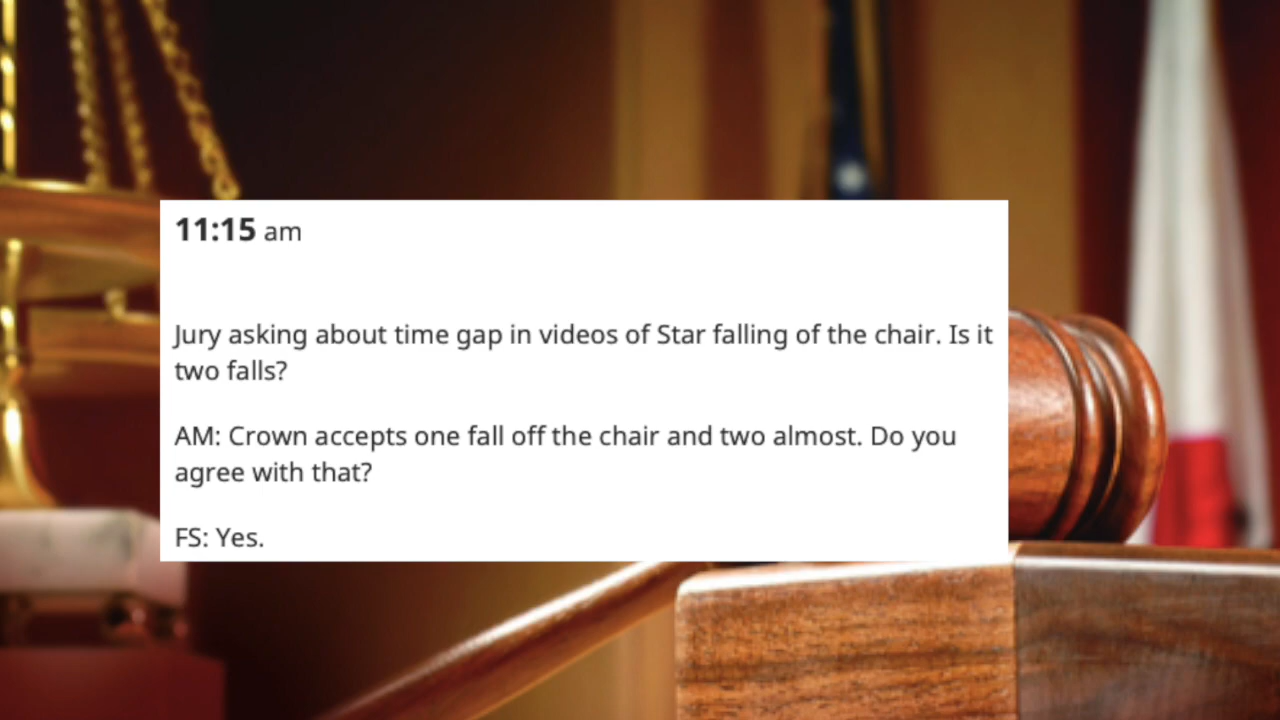 11:15 am
Jury asking about time gap in videos of Star falling of the chair. Is it
two falls?
AM: Crown accepts one fall off the chair and two almost. Do you
agree with that?
FS: Yes.